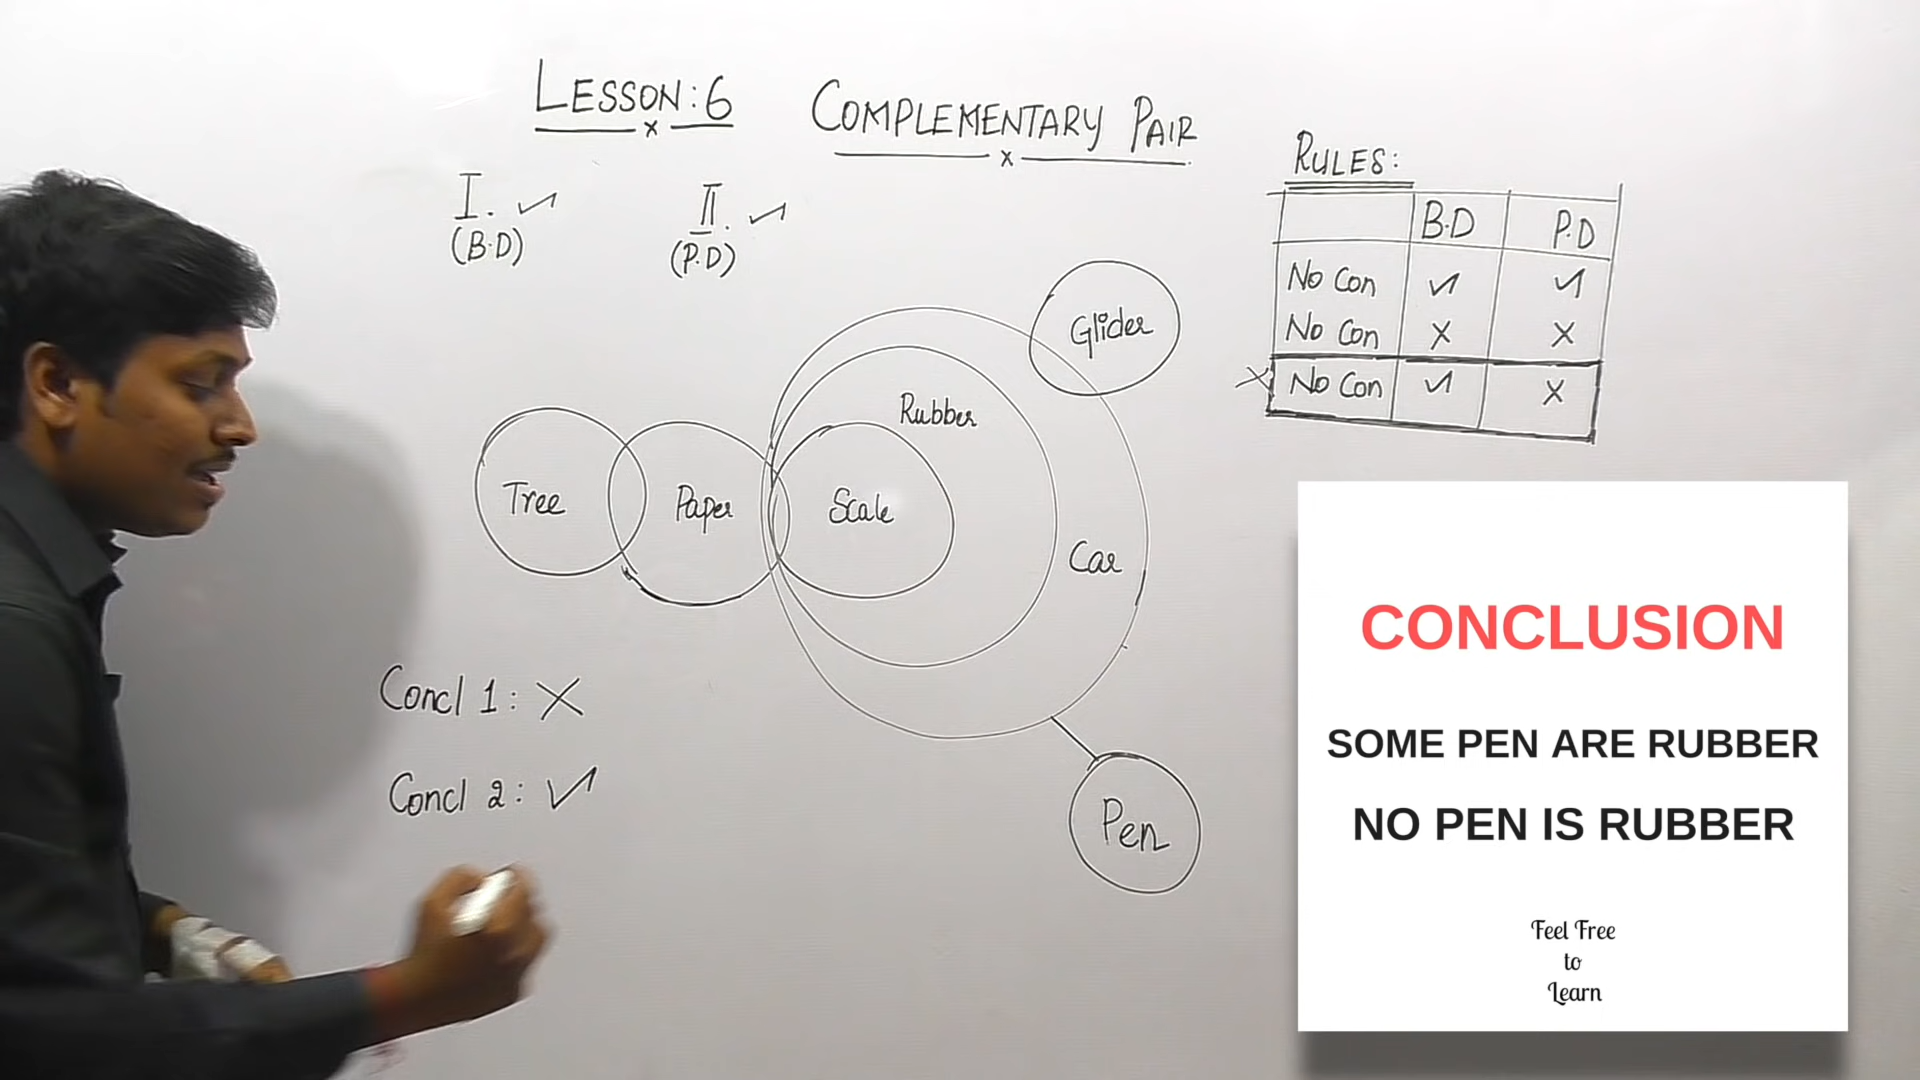 LESSON:6
COMPLEMENTARY PAIR
I.
(B.D)
II.
(P.D)
RULES:
B.D P.D
No Con ✓ ✓
No Con X X
X No Con ✓ X
Glider
Rubber
Tree
Paper
Scale
Car
Pen
Concl 1: X
Concl 2: ✓
CONCLUSION
SOME PEN ARE RUBBER
NO PEN IS RUBBER
Feel Free
to
Learn